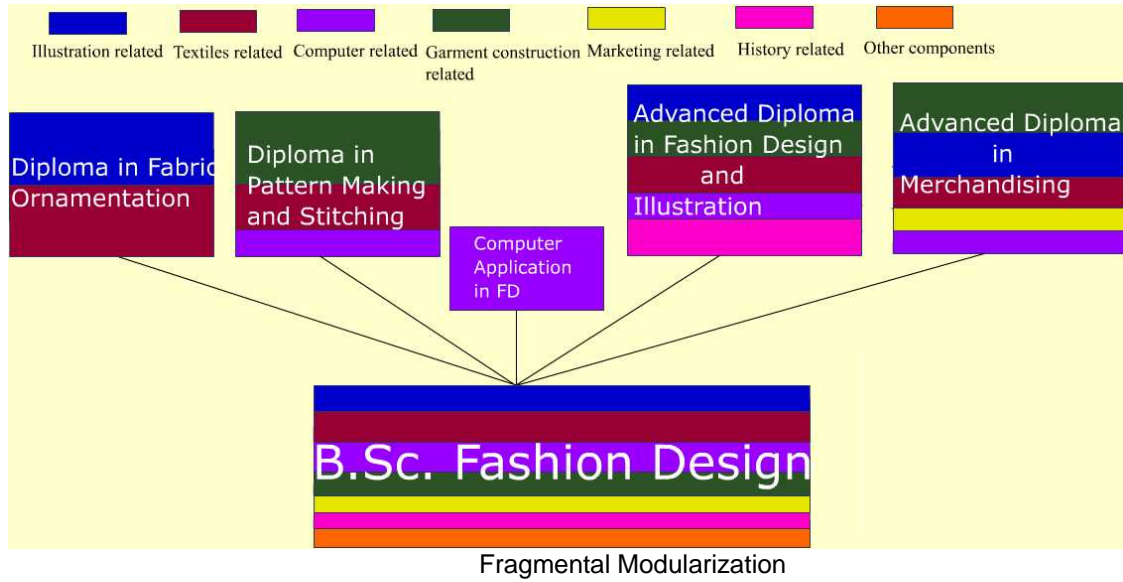 Illustration related
Textiles related
Computer related
Garment construction
related
Marketing related
History related
Other components
Diploma in Fabric
Ornamentation
Diploma in
Pattern Making
and Stitching
Computer
Application
in FD
Advanced Diploma
in Fashion Design
and
Illustration
Advanced Diploma
in
Merchandising
B.Sc. Fashion Design
Fragmental Modularization